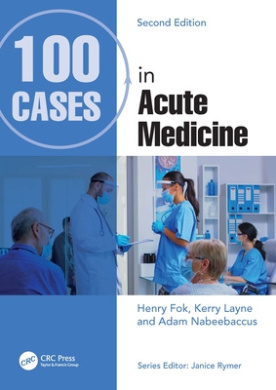 Second Edition
100
CASES
in
Acute
Medicine
Henry Fok, Kerry Layne
and Adam Nabeebaccus
CRC
CRC Press
Taylor & Francis Group
Series Editor: Janice Rymer